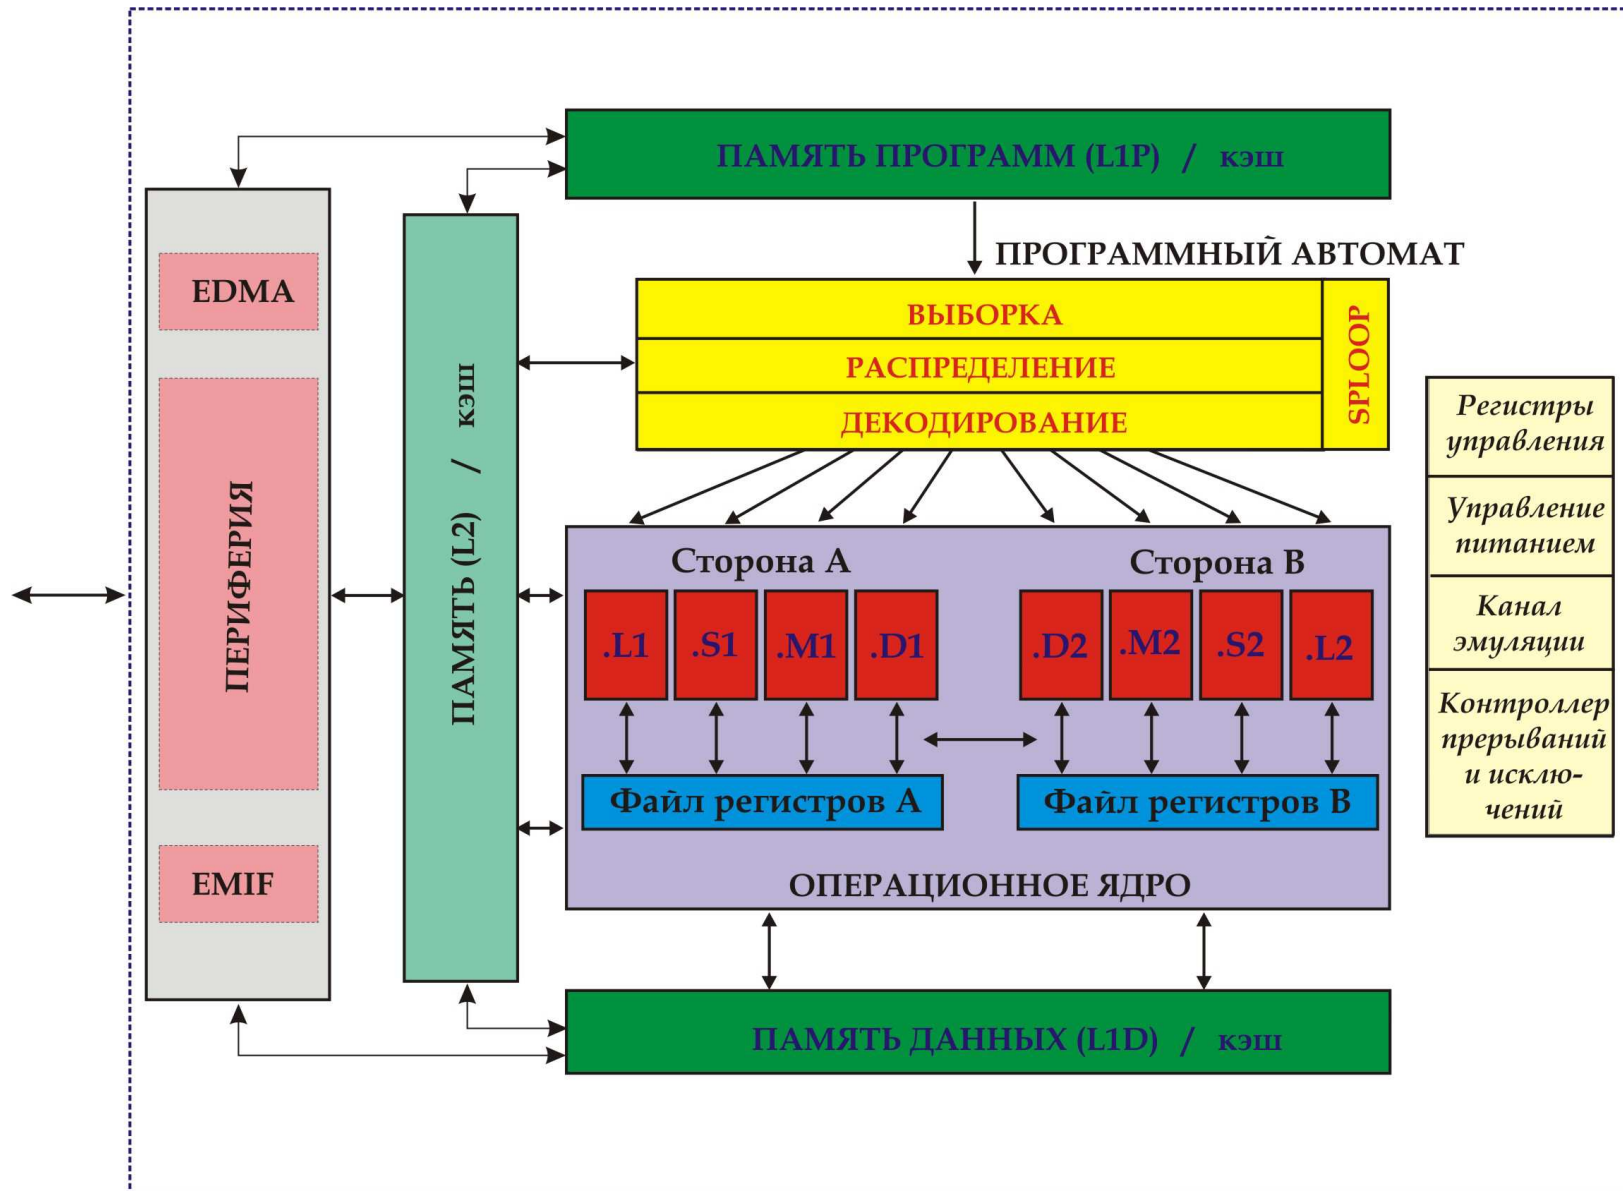 ПАМЯТЬ ПРОГРАММ (L1P) / кэш
ПРОГРАММНЫЙ АВТОМАТ
EDMA
ПЕРИФЕРИЯ
EMIF
ПАМЯТЬ (L2) / кэш
ВЫБОРКА
РАСПРЕДЕЛЕНИЕ
ДЕКОДИРОВАНИЕ
SPLOOP
Регистры
управления
Управление
питанием
Канал
эмуляции
Контроллер
прерываний
и исклю-
чений
Сторона А
Сторона В
.L1 .S1 .M1 .D1
.D2 .M2 .S2 .L2
Файл регистров А
Файл регистров В
ОПЕРАЦИОННОЕ ЯДРО
ПАМЯТЬ ДАННЫХ (L1D) / кэш